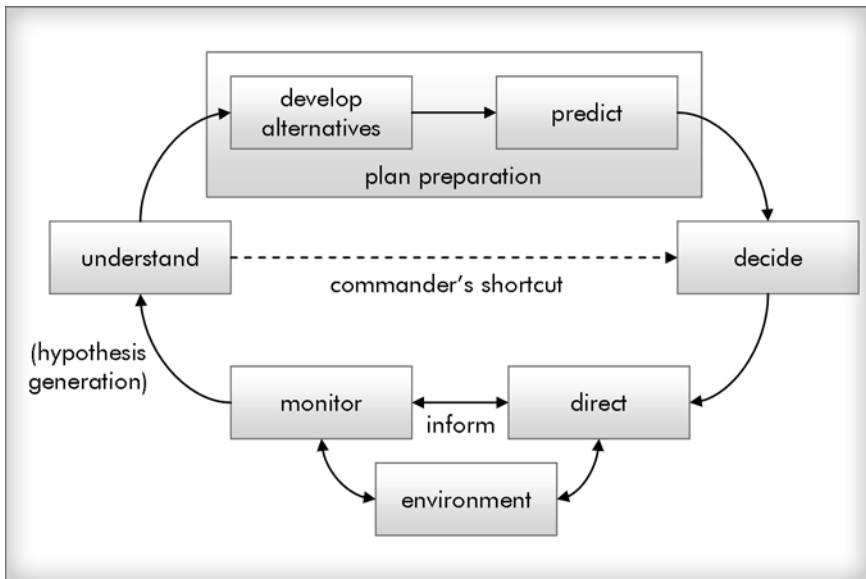 develop
alternatives
predict
plan preparation
understand
decide
commander's shortcut
(hypothesis
generation)
monitor
direct
inform
environment